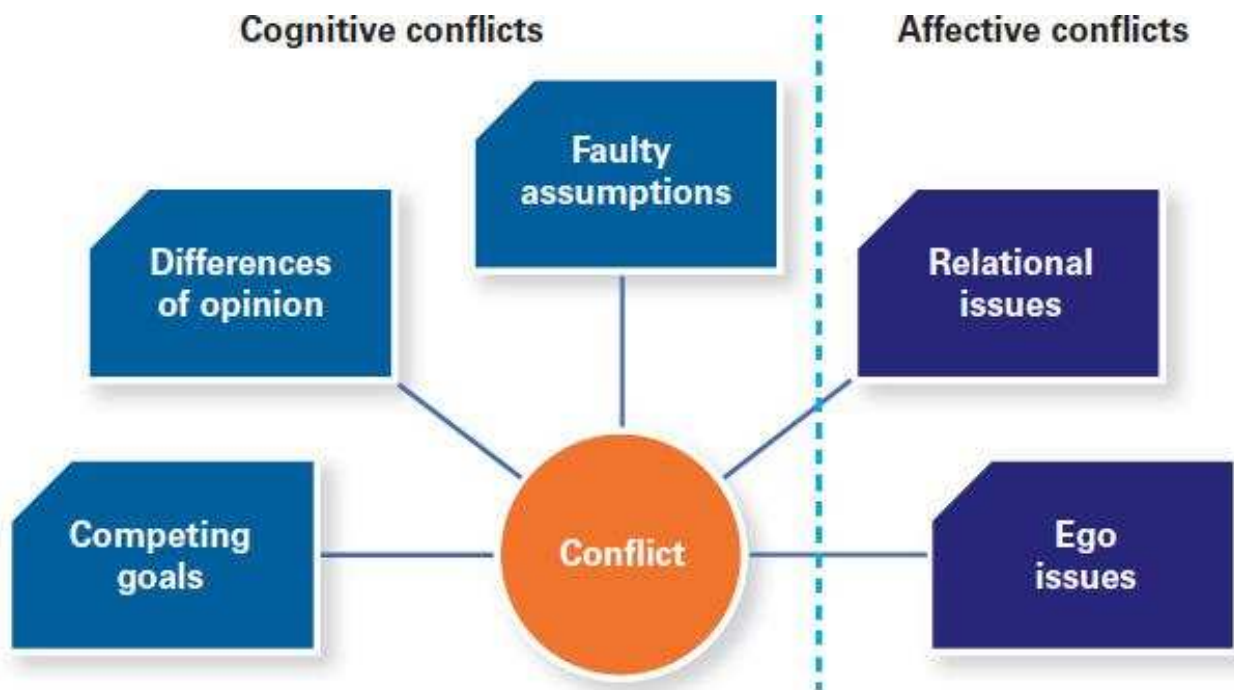 Cognitive conflicts
Affective conflicts
Faulty
assumptions
Differences
of opinion
Relational
issues
Competing
goals
Conflict
Ego
issues